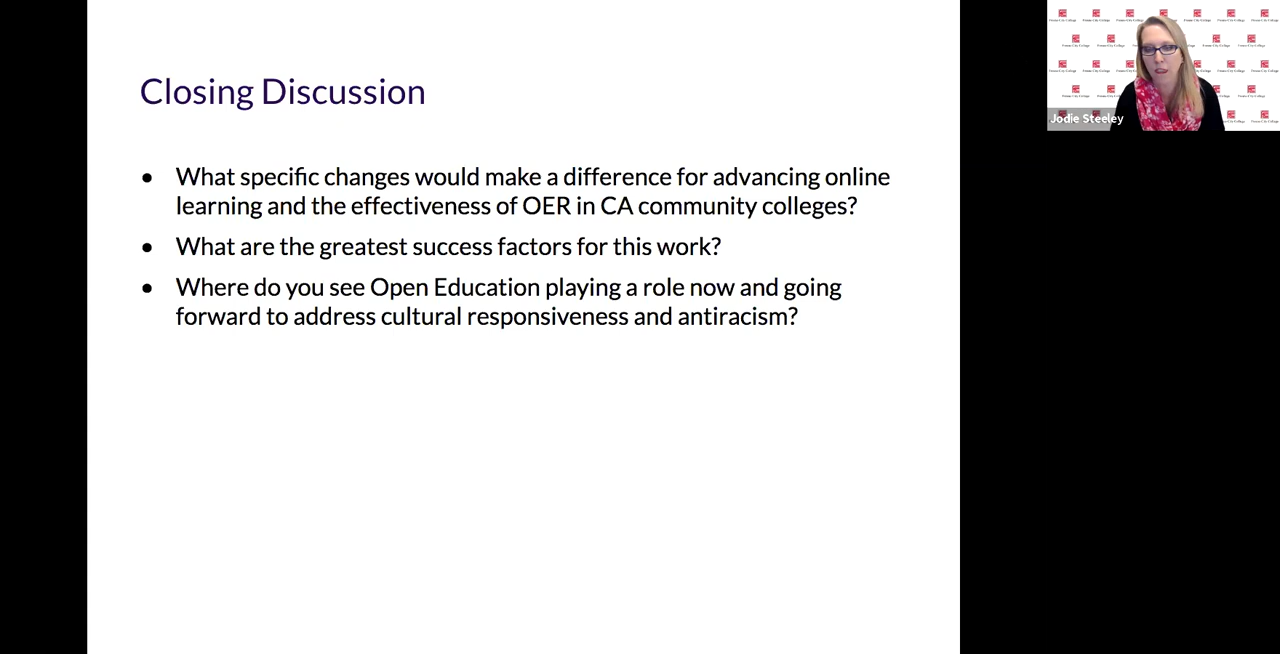 Closing Discussion
• What specific changes would make a difference for advancing online
learning and the effectiveness of OER in CA community colleges?
• What are the greatest success factors for this work?
• Where do you see Open Education playing a role now and going
forward to address cultural responsiveness and antiracism?
Jodie Steeley